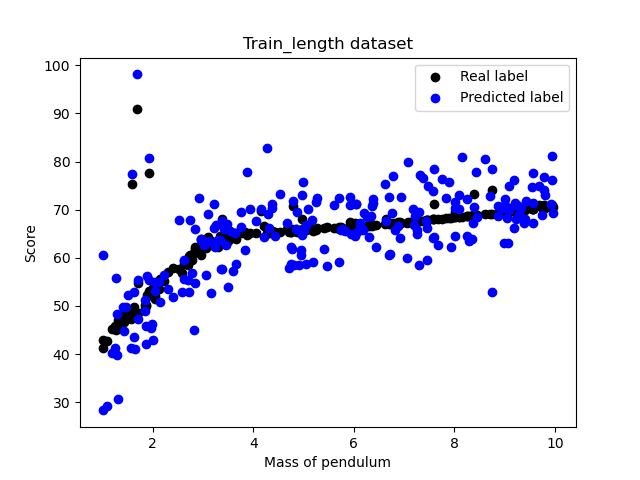 Train_length dataset
Real label
Predicted label
100
90
80
70
60
50
40
30
Score
2
4
6
8
10
Mass of pendulum